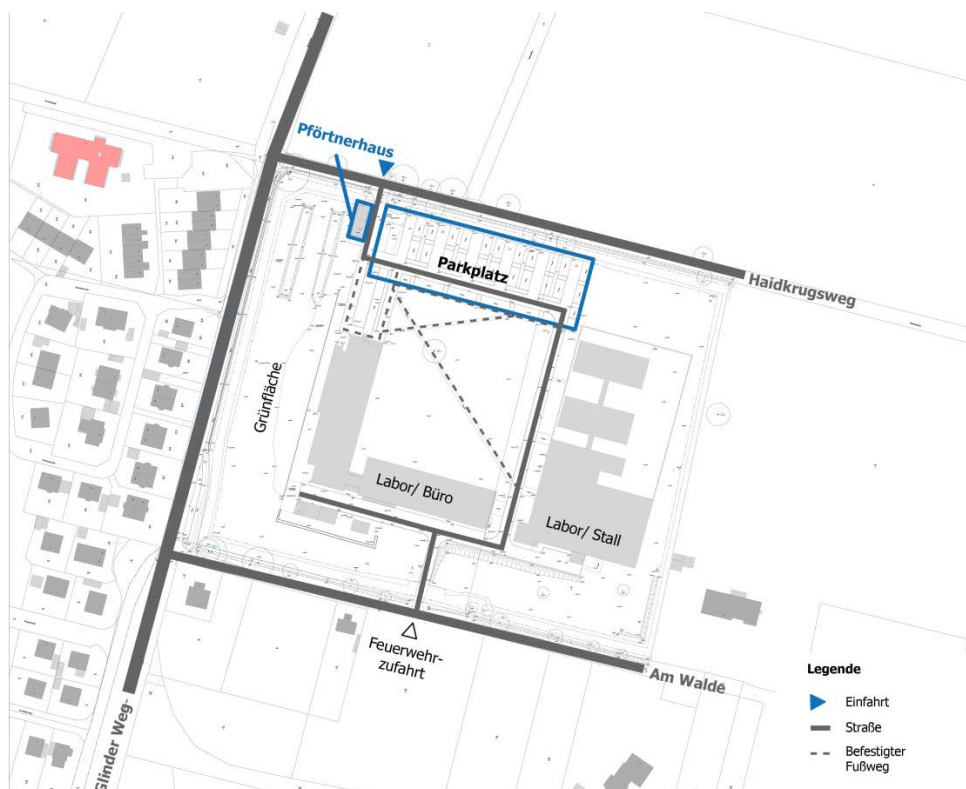 Pförtnerhaus
Parkplatz
Haidkrugsweg
Grünfläche
Labor/ Büro
Labor/ Stall
Feuerwehr-
zufahrt
Am Walde
Glinder Weg
Legende
Einfahrt
Straße
Befestigter
Fußweg